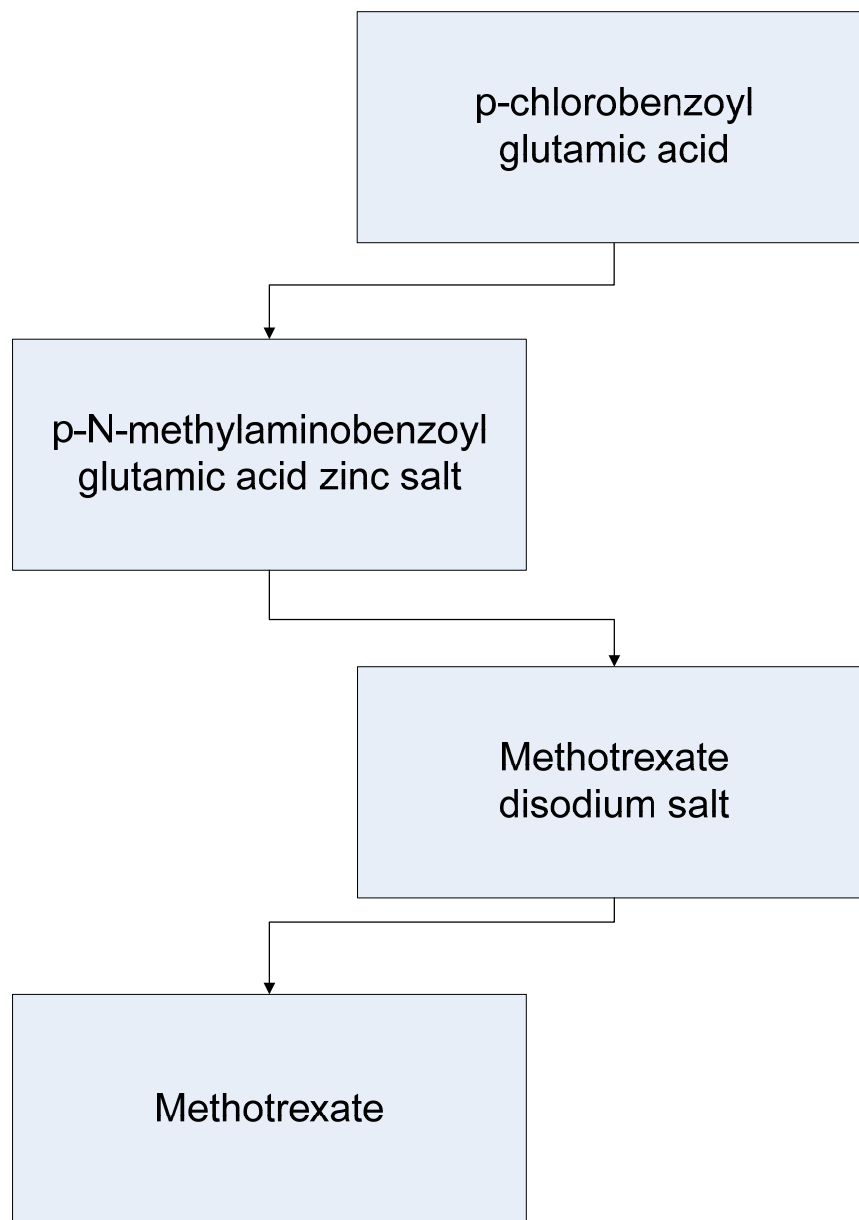 p-chlorobenzoyl
glutamic acid
p-N-methylaminobenzoyl
glutamic acid zinc salt
Methotrexate
disodium salt
Methotrexate